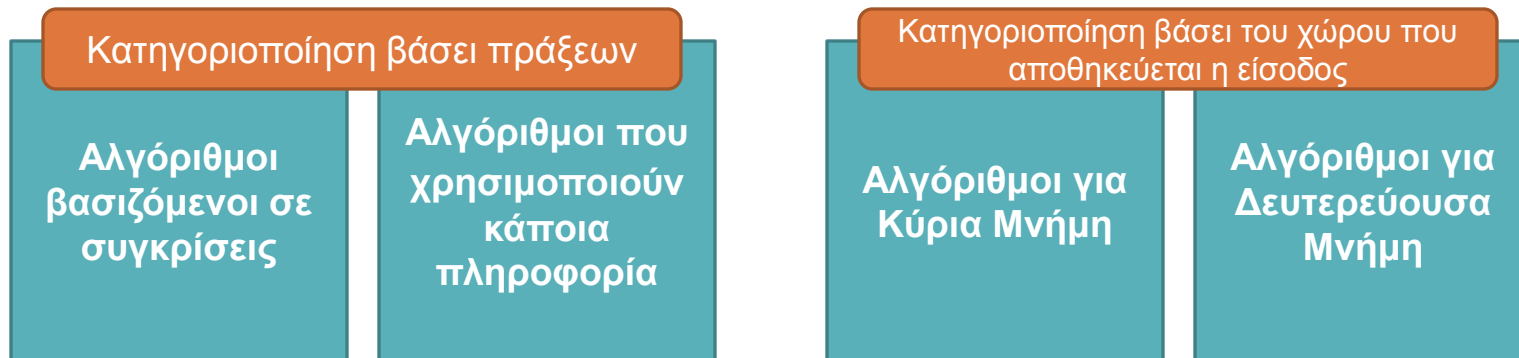 Κατηγοριοποίηση βάσει πράξεων
Αλγόριθμοι
βασιζόμενοι σε
συγκρίσεις
Αλγόριθμοι που
χρησιμοποιούν
κάποια
πληροφορία
Κατηγοριοποίηση βάσει του χώρου που
αποθηκεύεται η είσοδος
Αλγόριθμοι για
Κύρια Μνήμη
Αλγόριθμοι για
Δευτερεύουσα
Μνήμη